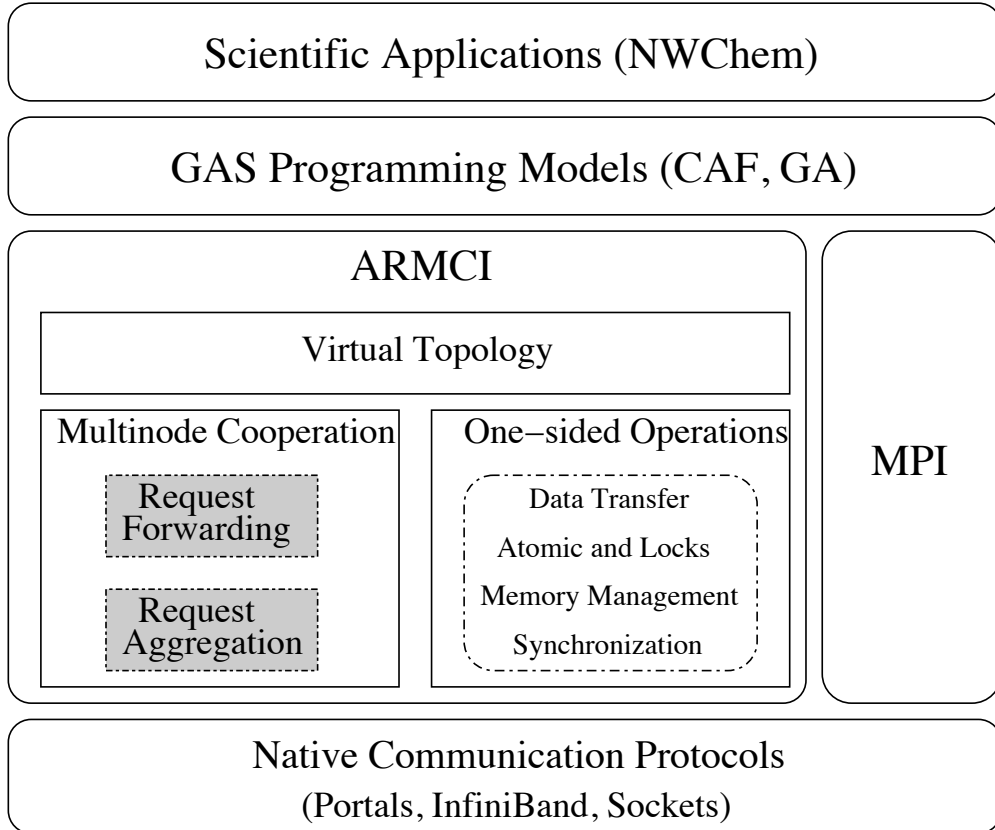 Scientific Applications (NWChem)
GAS Programming Models (CAF, GA)
ARMCI
Virtual Topology
Multinode Cooperation
Request
Forwarding
Request
Aggregation
One−sided Operations
Data Transfer
Atomic and Locks
Memory Management
Synchronization
MPI
Native Communication Protocols
(Portals, InfiniBand, Sockets)